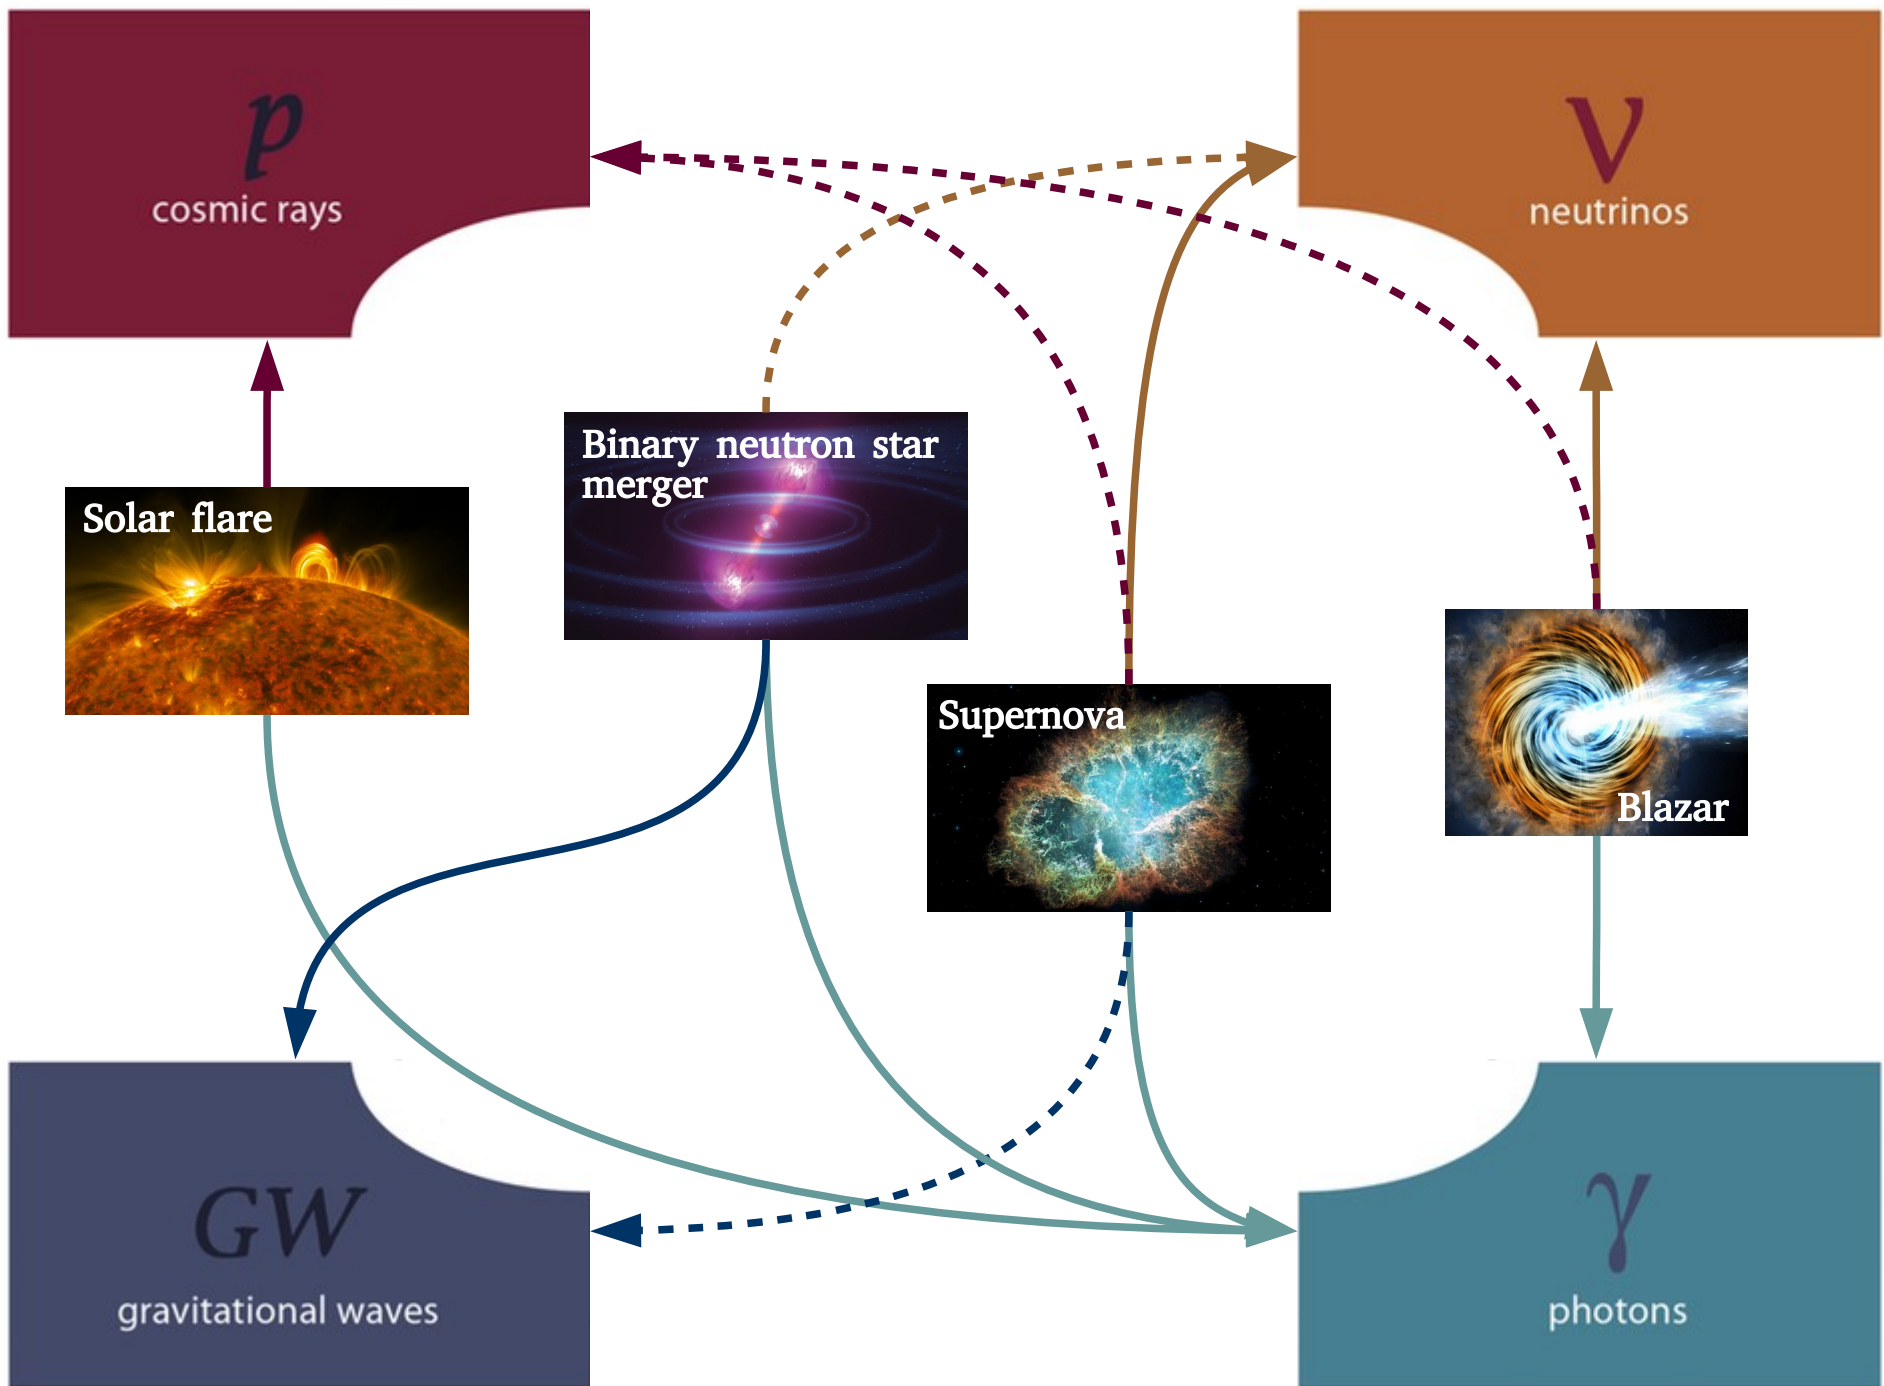 p
cosmic rays
ν
neutrinos
Solar flare
Binary neutron star
merger
Supernova
Blazar
GW
gravitational waves
γ
photons